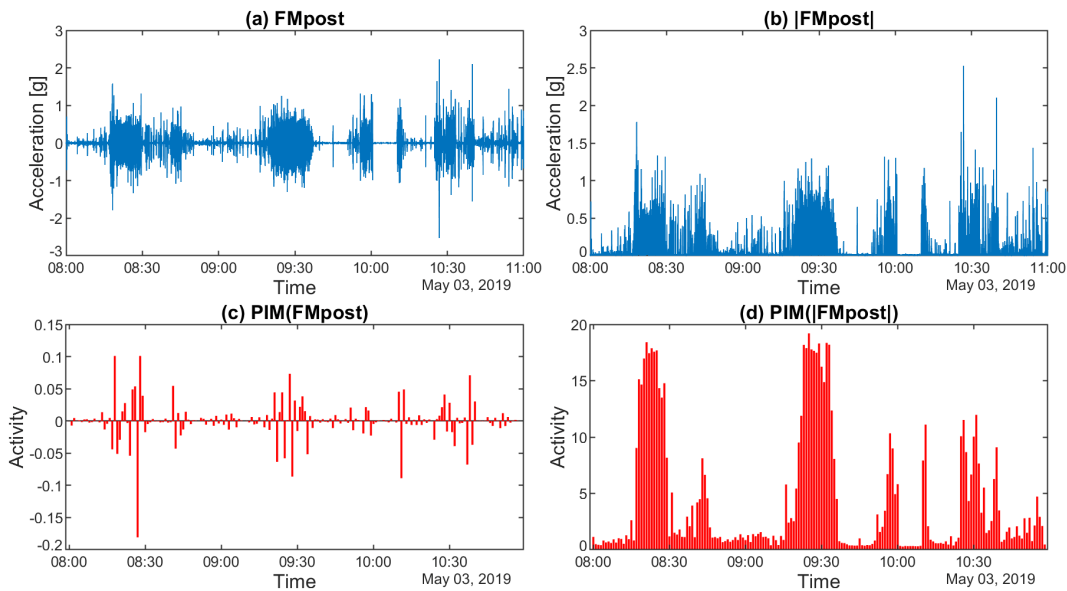 (a) FMpost
Acceleration [g]
3
2
1
0
-1
-2
-3
08:00 08:30 09:00 09:30 10:00 10:30 11:00
Time
May 03, 2019
(b) |FMpost|
Acceleration [g]
3
2.5
2
1.5
1
0.5
0
08:00 08:30 09:00 09:30 10:00 10:30 11:00
Time
May 03, 2019
(c) PIM(FMpost)
Activity
0.15
0.1
0.05
0
-0.05
-0.1
-0.15
-0.2
08:00 08:30 09:00 09:30 10:00 10:30
Time
May 03, 2019
(d) PIM(|FMpost|)
Activity
20
15
10
5
0
08:00 08:30 09:00 09:30 10:00 10:30
Time
May 03, 2019